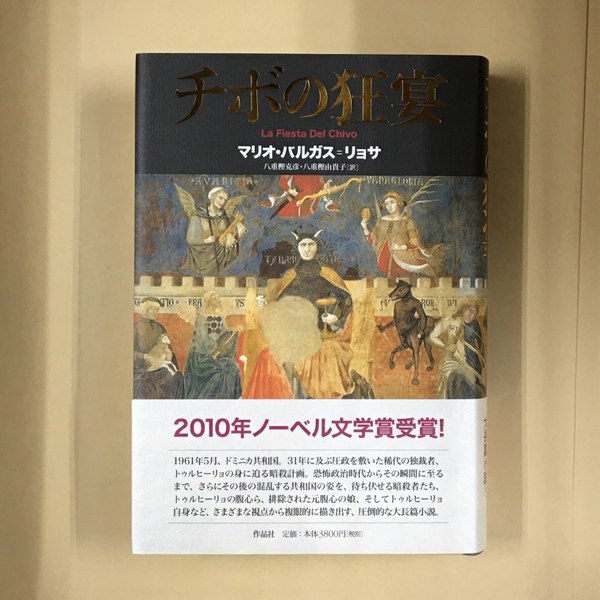 チボの狂宴
La Fiesta Del Chivo
マリオ・バルガス＝リョサ
八重樫克彦・八重樫由貴子［訳］
AVARITIA
VANAGLORIA
2010年ノーベル文学賞受賞!
1961年5月、ドミニカ共和国。31年に及ぶ圧政を敷いた稀代の独裁者、
トゥルヒーリョの身に迫る暗殺計画。恐怖政治時代からその瞬間に至る
まで、さらにその後の混乱する共和国の姿を、待ち伏せる暗殺者たち、
トゥルヒーリョの腹心ら、排除された元腹心の娘、そしてトゥルヒーリョ
自身など、さまざまな視点から複眼的に描き出す、圧倒的な大長篇小説。
作品社 定価：本体3800円［税別］